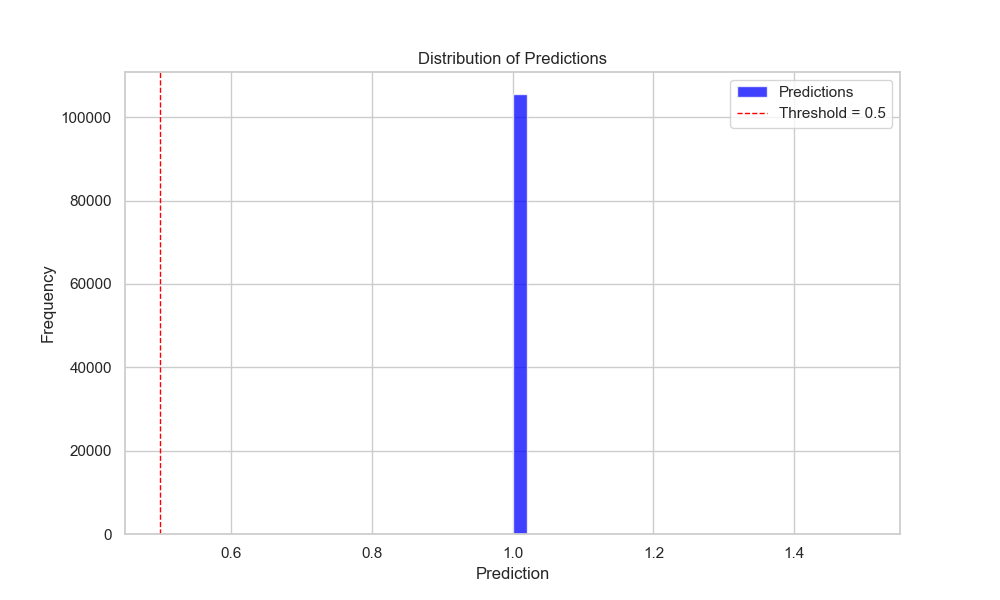 Distribution of Predictions
Predictions
Threshold = 0.5
100000
80000
60000
40000
20000
0
Frequency
0.6
0.8
1.0
1.2
1.4
Prediction